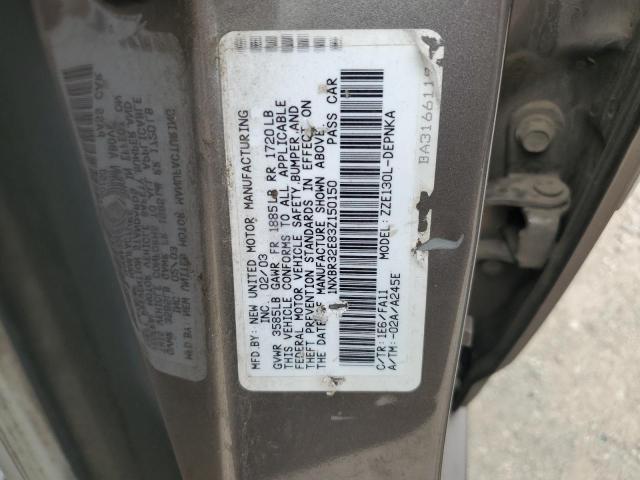 MFD.BY: NEW UNITED MOTOR MANUFACTURING
INC. 02/03
GVWR 3585LB GAWR FR 1885LB RR 1720LB
THIS VEHICLE CONFORMS TO ALL APPLICABLE
FEDERAL MOTOR VEHICLE SAFETY,BUMPER,AND
THEFT PREVENTION STANDARDS IN EFFECT ON
THE DATE OF MANUFACTURE SHOWN ABOVE.
1NXBR32E83Z150150 PASS CAR
C/TR: 1E6/FA11 MODEL: ZZE130L-DEPNKA
A/TM:-02A/A245E
BA3166111